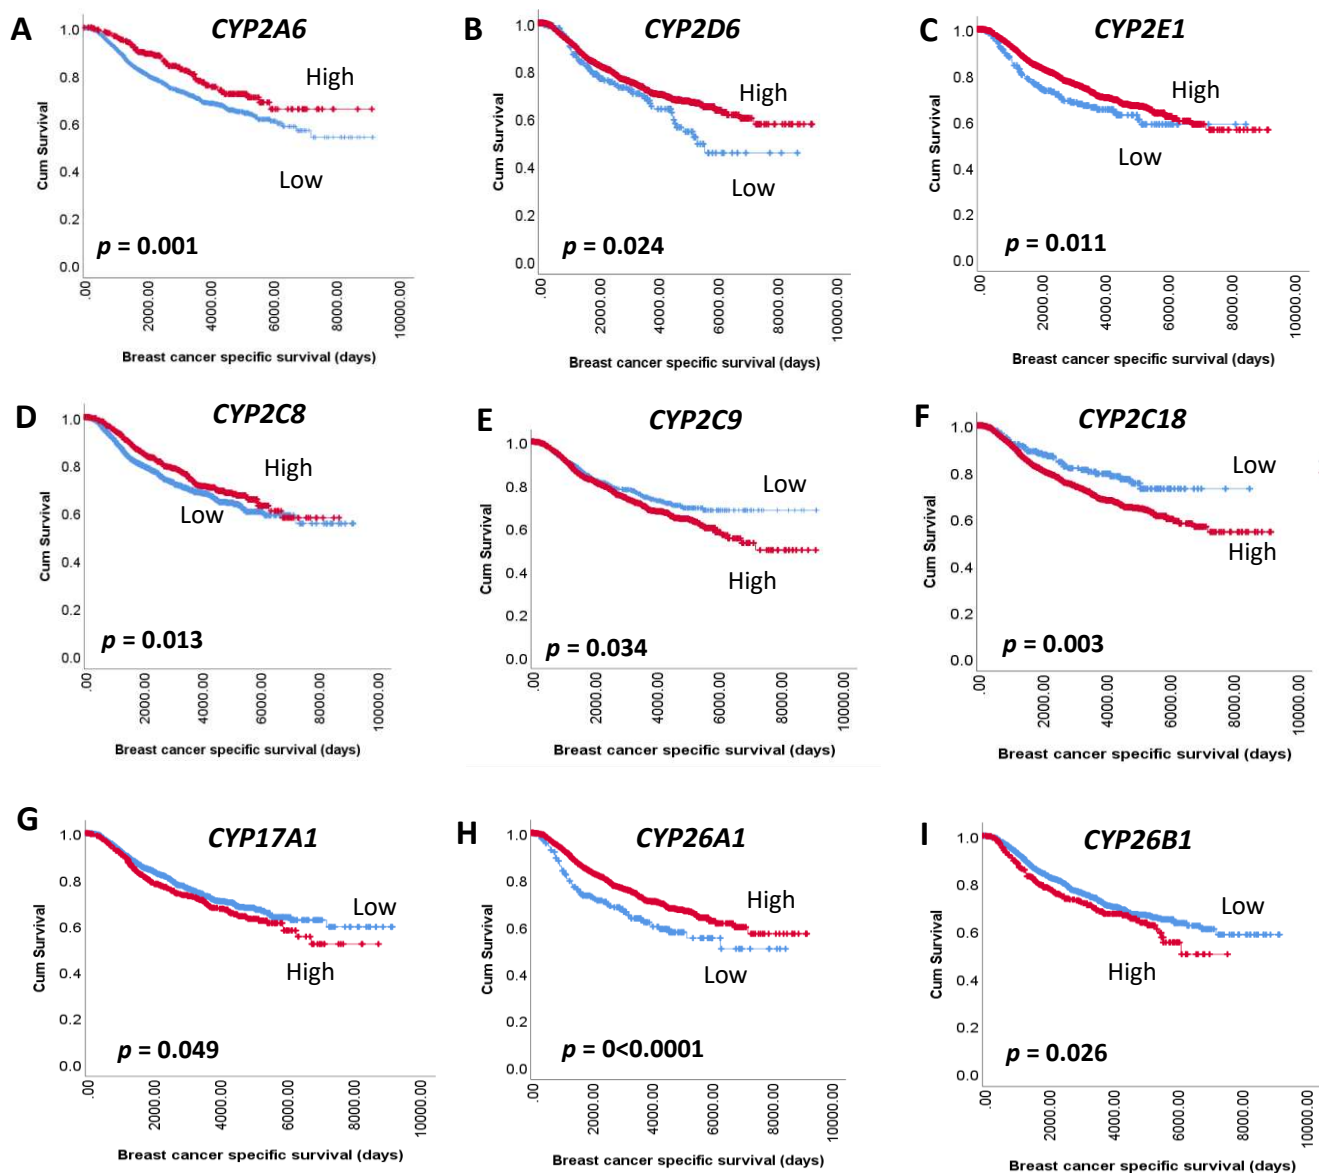 A
CYP2A6
Cum Survival
1.0
0.8
0.6
0.4
0.2
0.0
High
Low
p = 0.001
.00
2000.00
4000.00
6000.00
8000.00
10000.00
Breast cancer specific survival (days)
B
CYP2D6
Cum Survival
1.0
0.8
0.6
0.4
0.2
0.0
High
Low
p = 0.024
.00
2000.00
4000.00
6000.00
8000.00
10000.00
Breast cancer specific survival (days)
C
CYP2E1
Cum Survival
1.0
0.8
0.6
0.4
0.2
0.0
High
Low
p = 0.011
.00
2000.00
4000.00
6000.00
8000.00
10000.00
Breast cancer specific survival (days)
D
CYP2C8
Cum Survival
1.0
0.8
0.6
0.4
0.2
0.0
High
Low
p = 0.013
.00
2000.00
4000.00
6000.00
8000.00
10000.00
Breast cancer specific survival (days)
E
CYP2C9
Cum Survival
1.0
0.8
0.6
0.4
0.2
0.0
Low
High
p = 0.034
.00
2000.00
4000.00
6000.00
8000.00
10000.00
Breast cancer specific survival (days)
F
CYP2C18
Cum Survival
1.0
0.8
0.6
0.4
0.2
0.0
Low
High
p = 0.003
.00
2000.00
4000.00
6000.00
8000.00
10000.00
Breast cancer specific survival (days)
G
CYP17A1
Cum Survival
1.0
0.8
0.6
0.4
0.2
0.0
Low
High
p = 0.049
.00
2000.00
4000.00
6000.00
8000.00
10000.00
Breast cancer specific survival (days)
H
CYP26A1
Cum Survival
1.0
0.8
0.6
0.4
0.2
0.0
High
Low
p = 0<0.0001
.00
2000.00
4000.00
6000.00
8000.00
10000.00
Breast cancer specific survival (days)
I
CYP26B1
Cum Survival
1.0
0.8
0.6
0.4
0.2
0.0
Low
High
p = 0.026
.00
2000.00
4000.00
6000.00
8000.00
10000.00
Breast cancer specific survival (days)